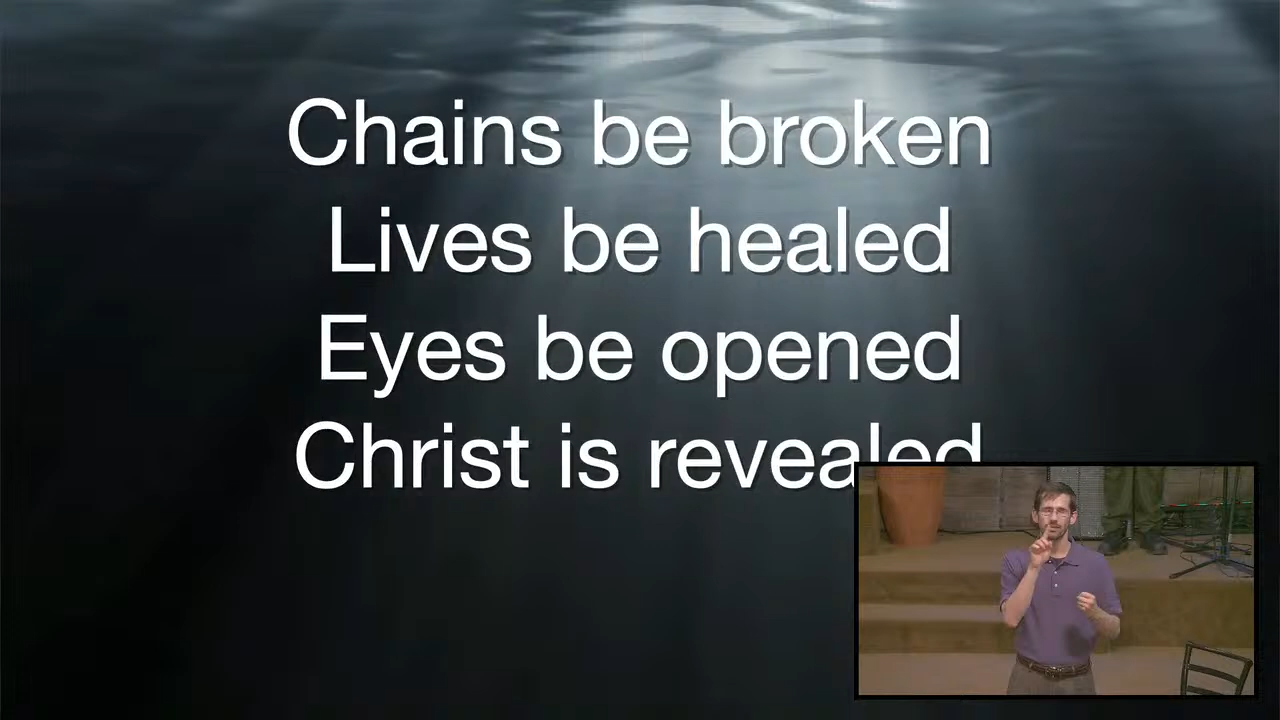 Chains be broken
Lives be healed
Eyes be opened
Christ is revealed